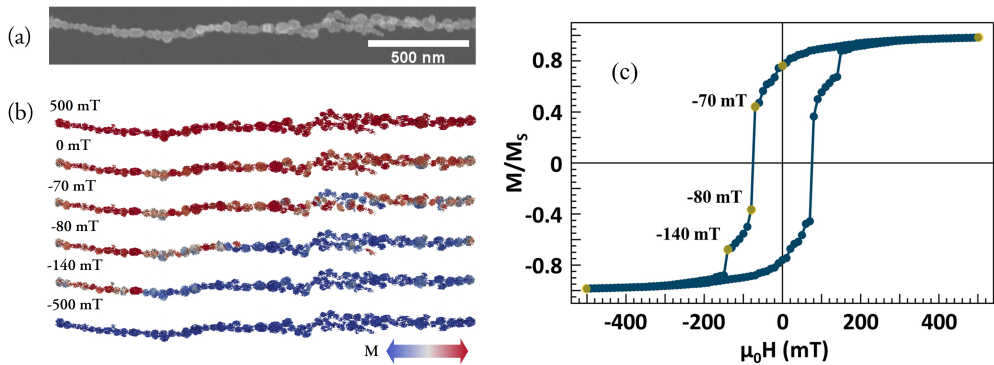 (a)
500 nm
(b)
500 mT
0 mT
-70 mT
-80 mT
-140 mT
-500 mT
M
(c)
-70 mT
-80 mT
-140 mT
0.8
0.4
0
-0.4
-0.8
M/MS
-400 -200 0 200 400
μ0H (mT)